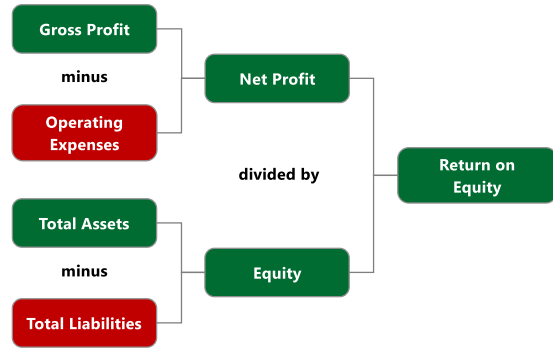 Gross Profit
minus
Operating
Expenses
Net Profit
divided by
Return on
Equity
Total Assets
minus
Total Liabilities
Equity